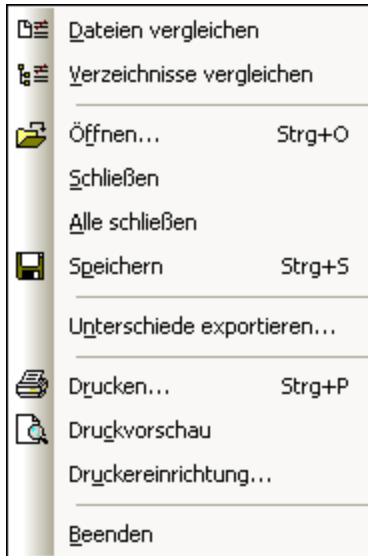 Dateien vergleichen
Verzeichnisse vergleichen
Öffnen... Strg+O
Schließen
Alle schließen
Speichern Strg+S
Unterschiede exportieren...
Drucken... Strg+P
Druckvorschau
Druckereinrichtung...
Beenden